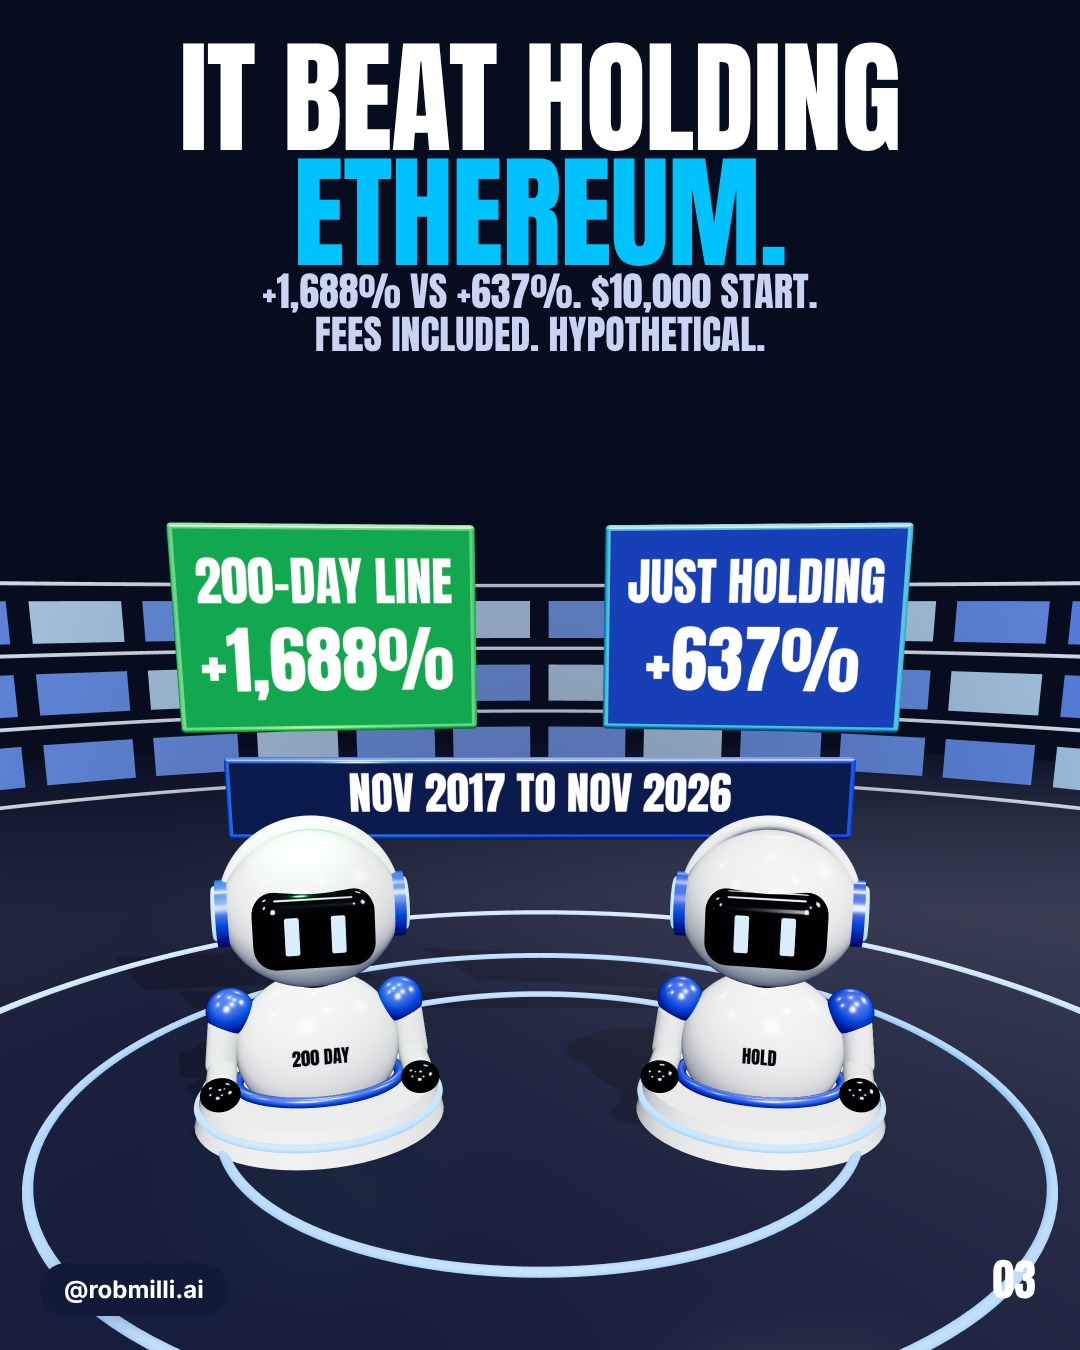 IT BEAT HOLDING
ETHEREUM.
+1,688% VS +637%. $10,000 START.
FEES INCLUDED. HYPOTHETICAL.
200-DAY LINE
+1,688%
JUST HOLDING
+637%
NOV 2017 TO NOV 2026
200 DAY
HOLD
@robmilli.ai
03